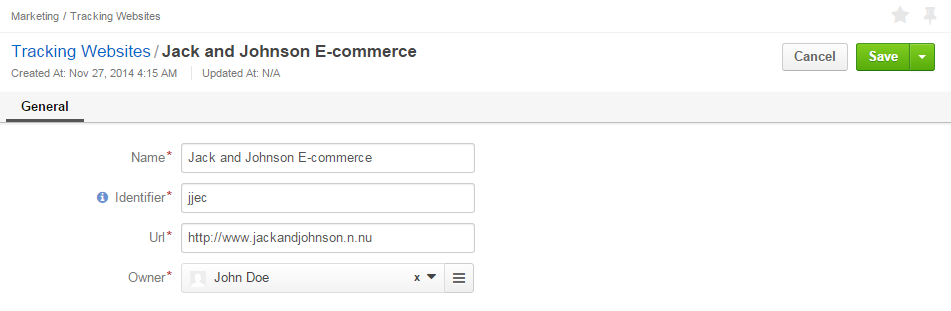 Marketing / Tracking Websites
Tracking Websites / Jack and Johnson E-commerce
Cancel
Save
Created At: Nov 27, 2014 4:15 AM Updated At: N/A
General
Name* Jack and Johnson E-commerce
Identifier* jjec
Url* http://www.jackandjohnson.n.nu
Owner* John Doe x